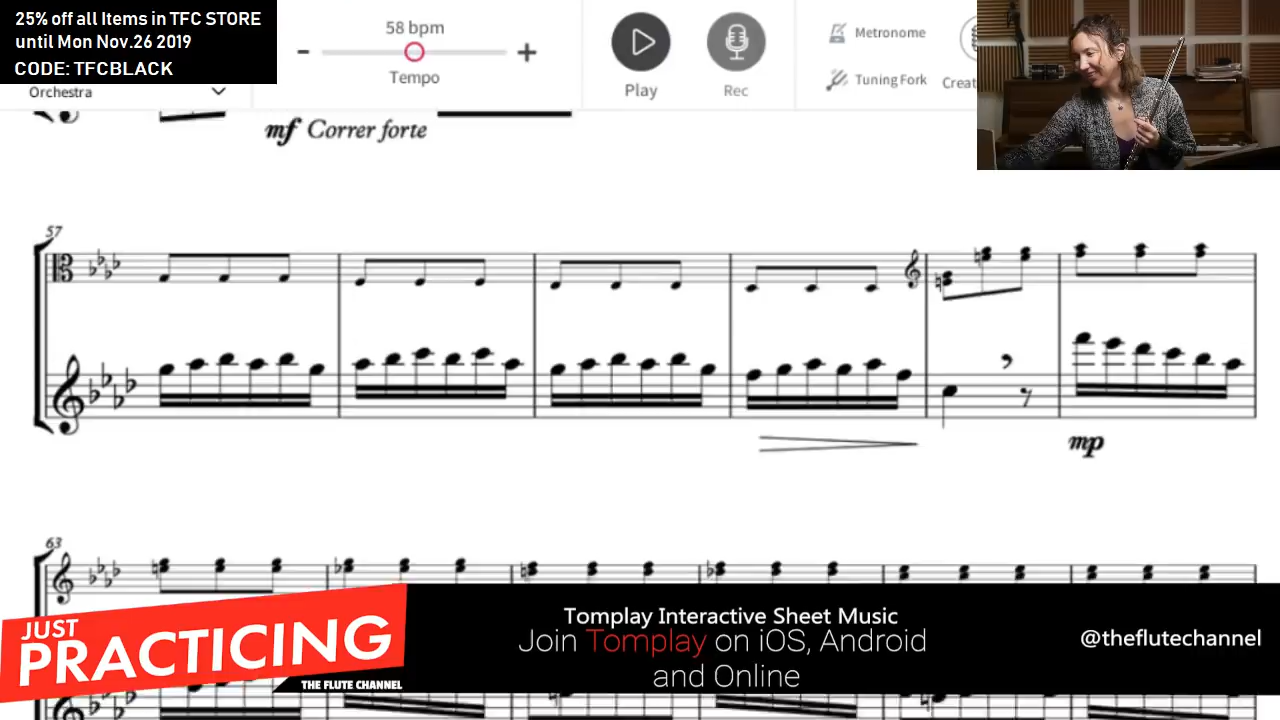 25% off all Items in TFC STORE
until Mon Nov.26 2019
CODE: TFCBLACK
Orchestra
58 bpm
- +
Tempo
Play
Rec
Metronome
Tuning Fork
Creat
mf Correr forte
57
mp
63
JUST
PRACTICING
THE FLUTE CHANNEL
Tomplay Interactive Sheet Music
Join Tomplay on iOS, Android
and Online
@theflutechannel